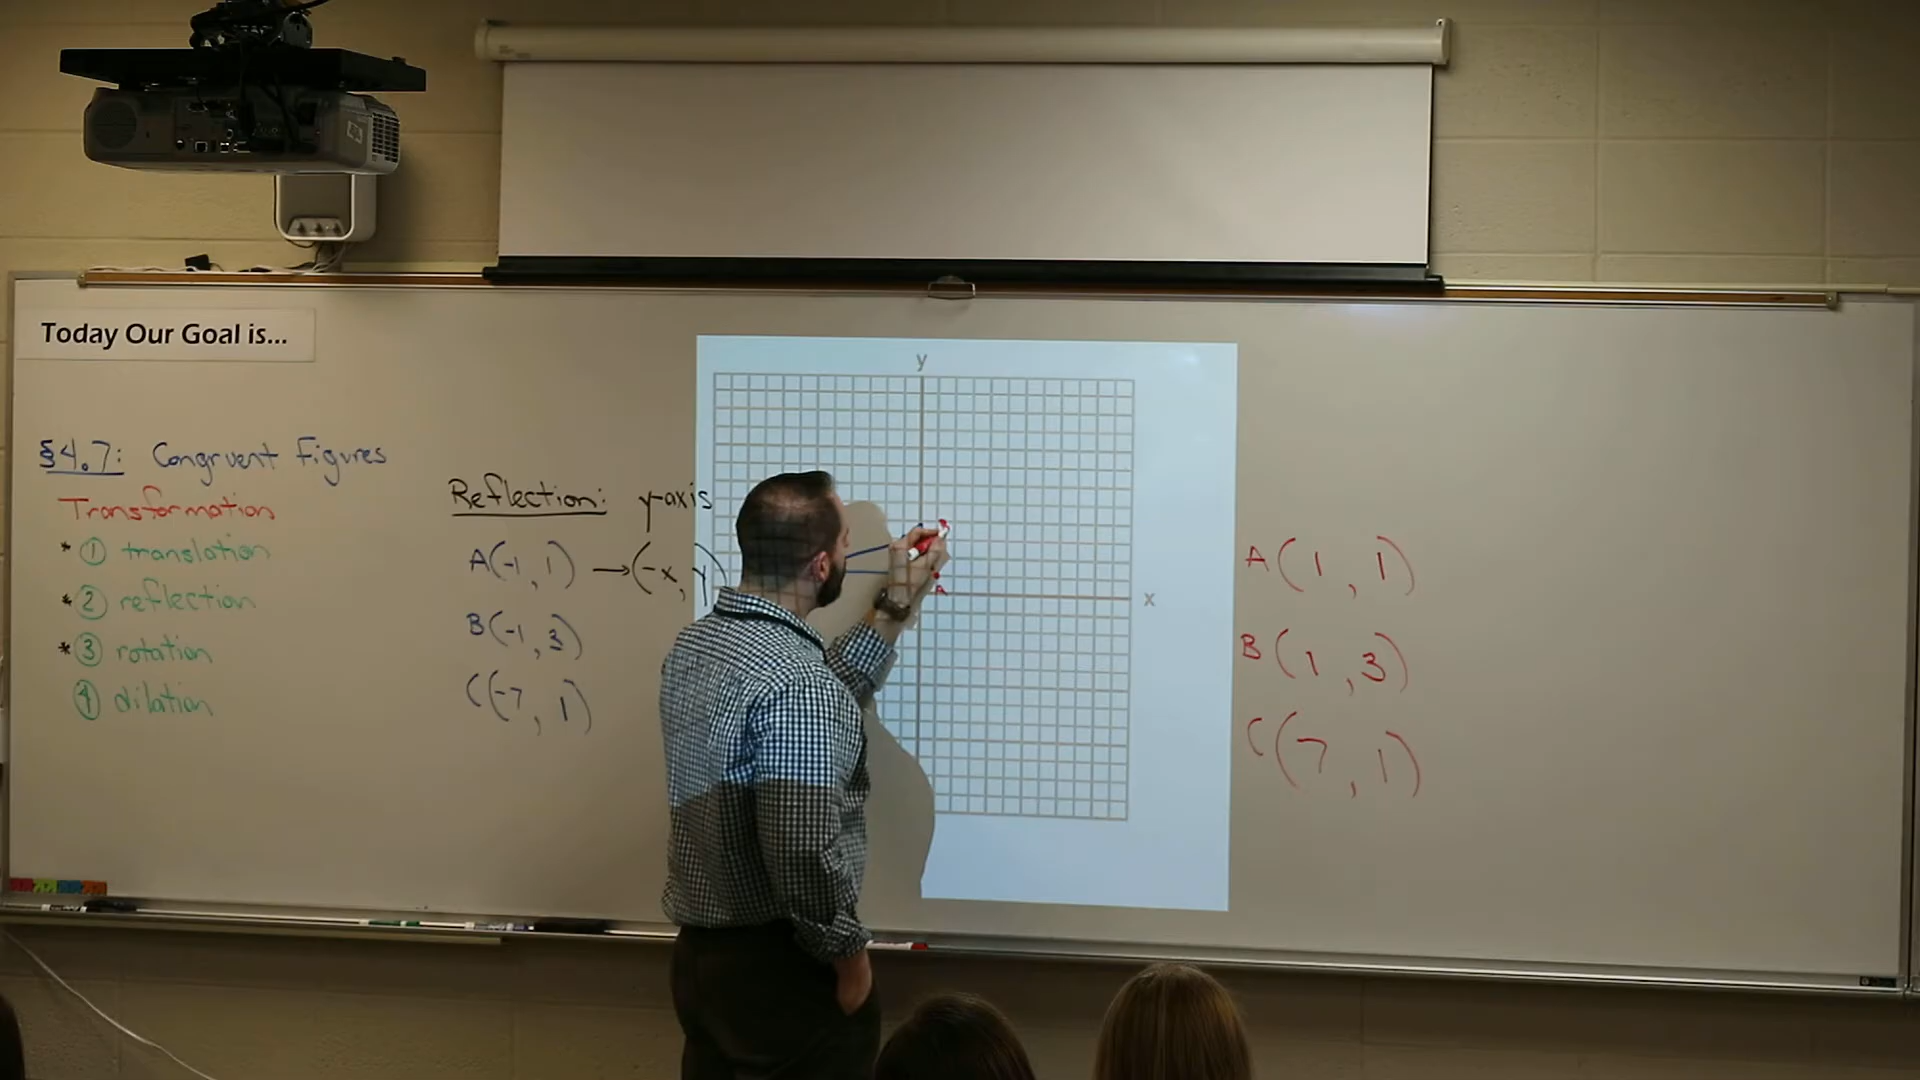 Today Our Goal is...
§4.7: Congruent Figures
Transformation
* ① translation
* ② reflection
* ③ rotation
④ dilation
Reflection: y-axis
A(-1, 1) → (-x, y)
B(-1, 3)
C(-7, 1)
y
x
B
A
A(1, 1)
B(1, 3)
C(7, 1)